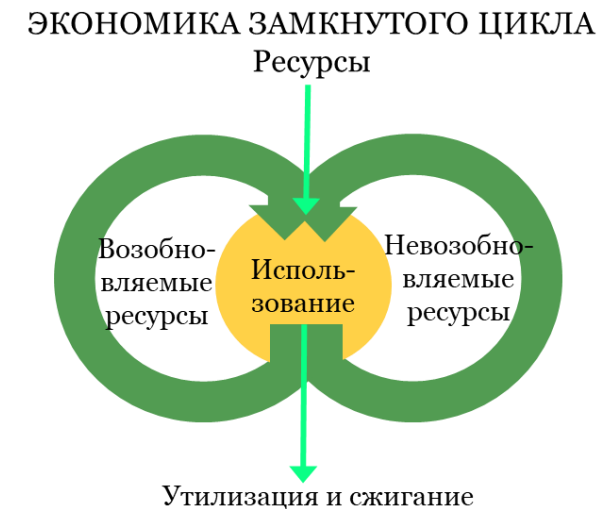 ЭКОНОМИКА ЗАМКНУТОГО ЦИКЛА
Ресурсы
Возобно-
вляемые
ресурсы
Исполь-
зование
Невозобно-
вляемые
ресурсы
Утилизация и сжигание